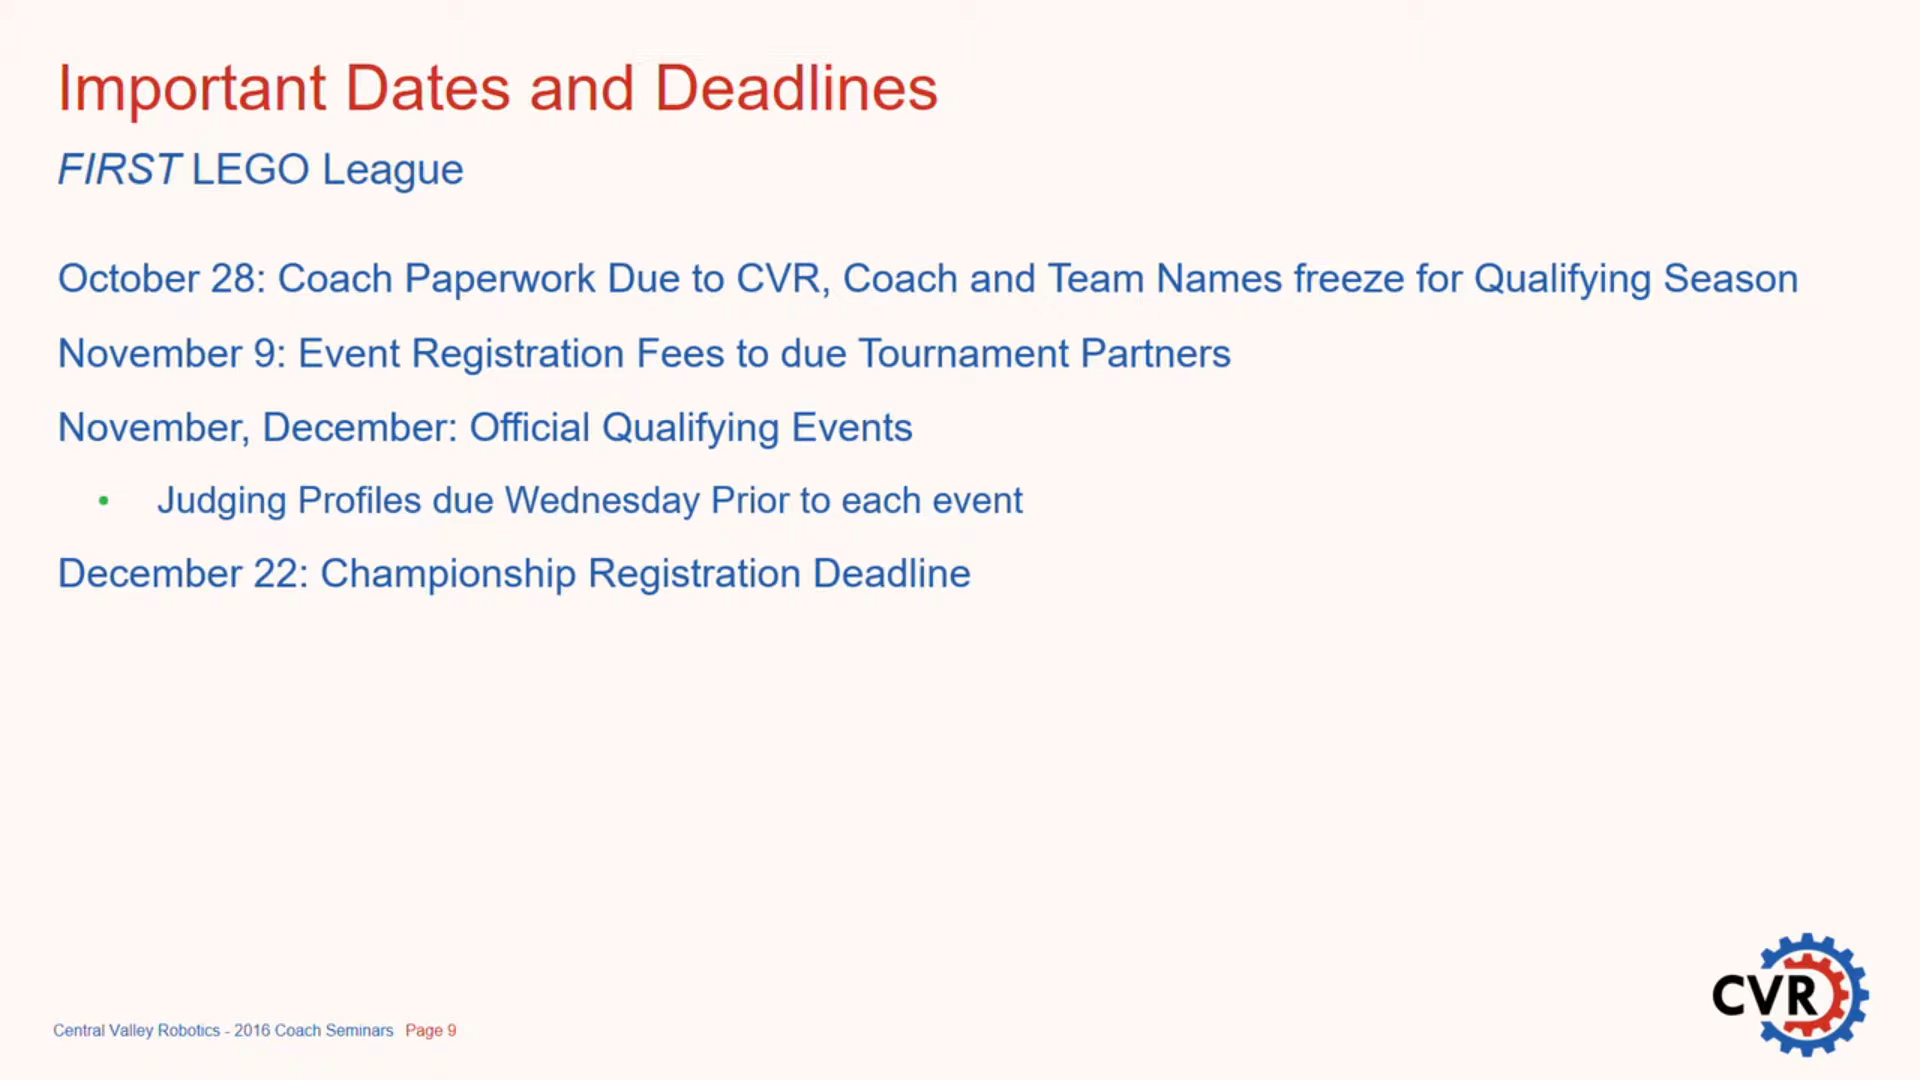 Important Dates and Deadlines
FIRST LEGO League
October 28: Coach Paperwork Due to CVR, Coach and Team Names freeze for Qualifying Season
November 9: Event Registration Fees to due Tournament Partners
November, December: Official Qualifying Events
• Judging Profiles due Wednesday Prior to each event
December 22: Championship Registration Deadline
CVR
Central Valley Robotics - 2016 Coach Seminars Page 9